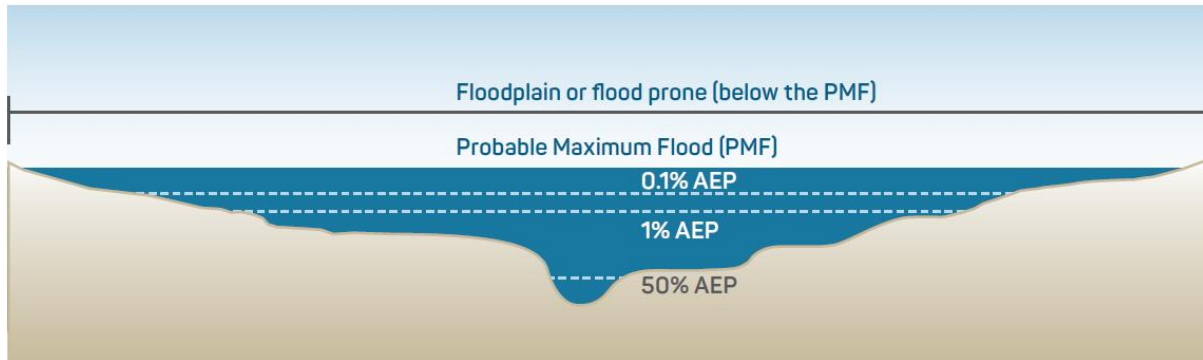 Floodplain or flood prone (below the PMF)
Probable Maximum Flood (PMF)
0.1% AEP
1% AEP
50% AEP